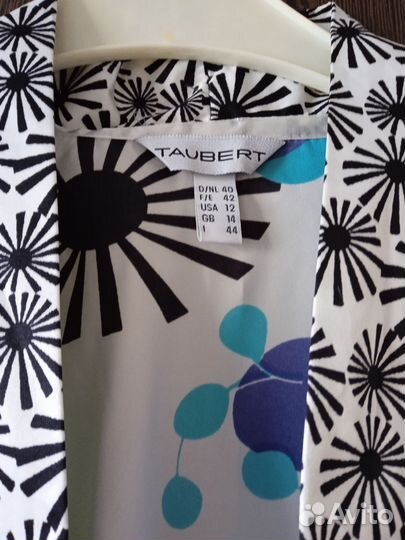 TAUBERT
D/NL 40
F/E 42
USA 12
GB 14
I 44
Avito